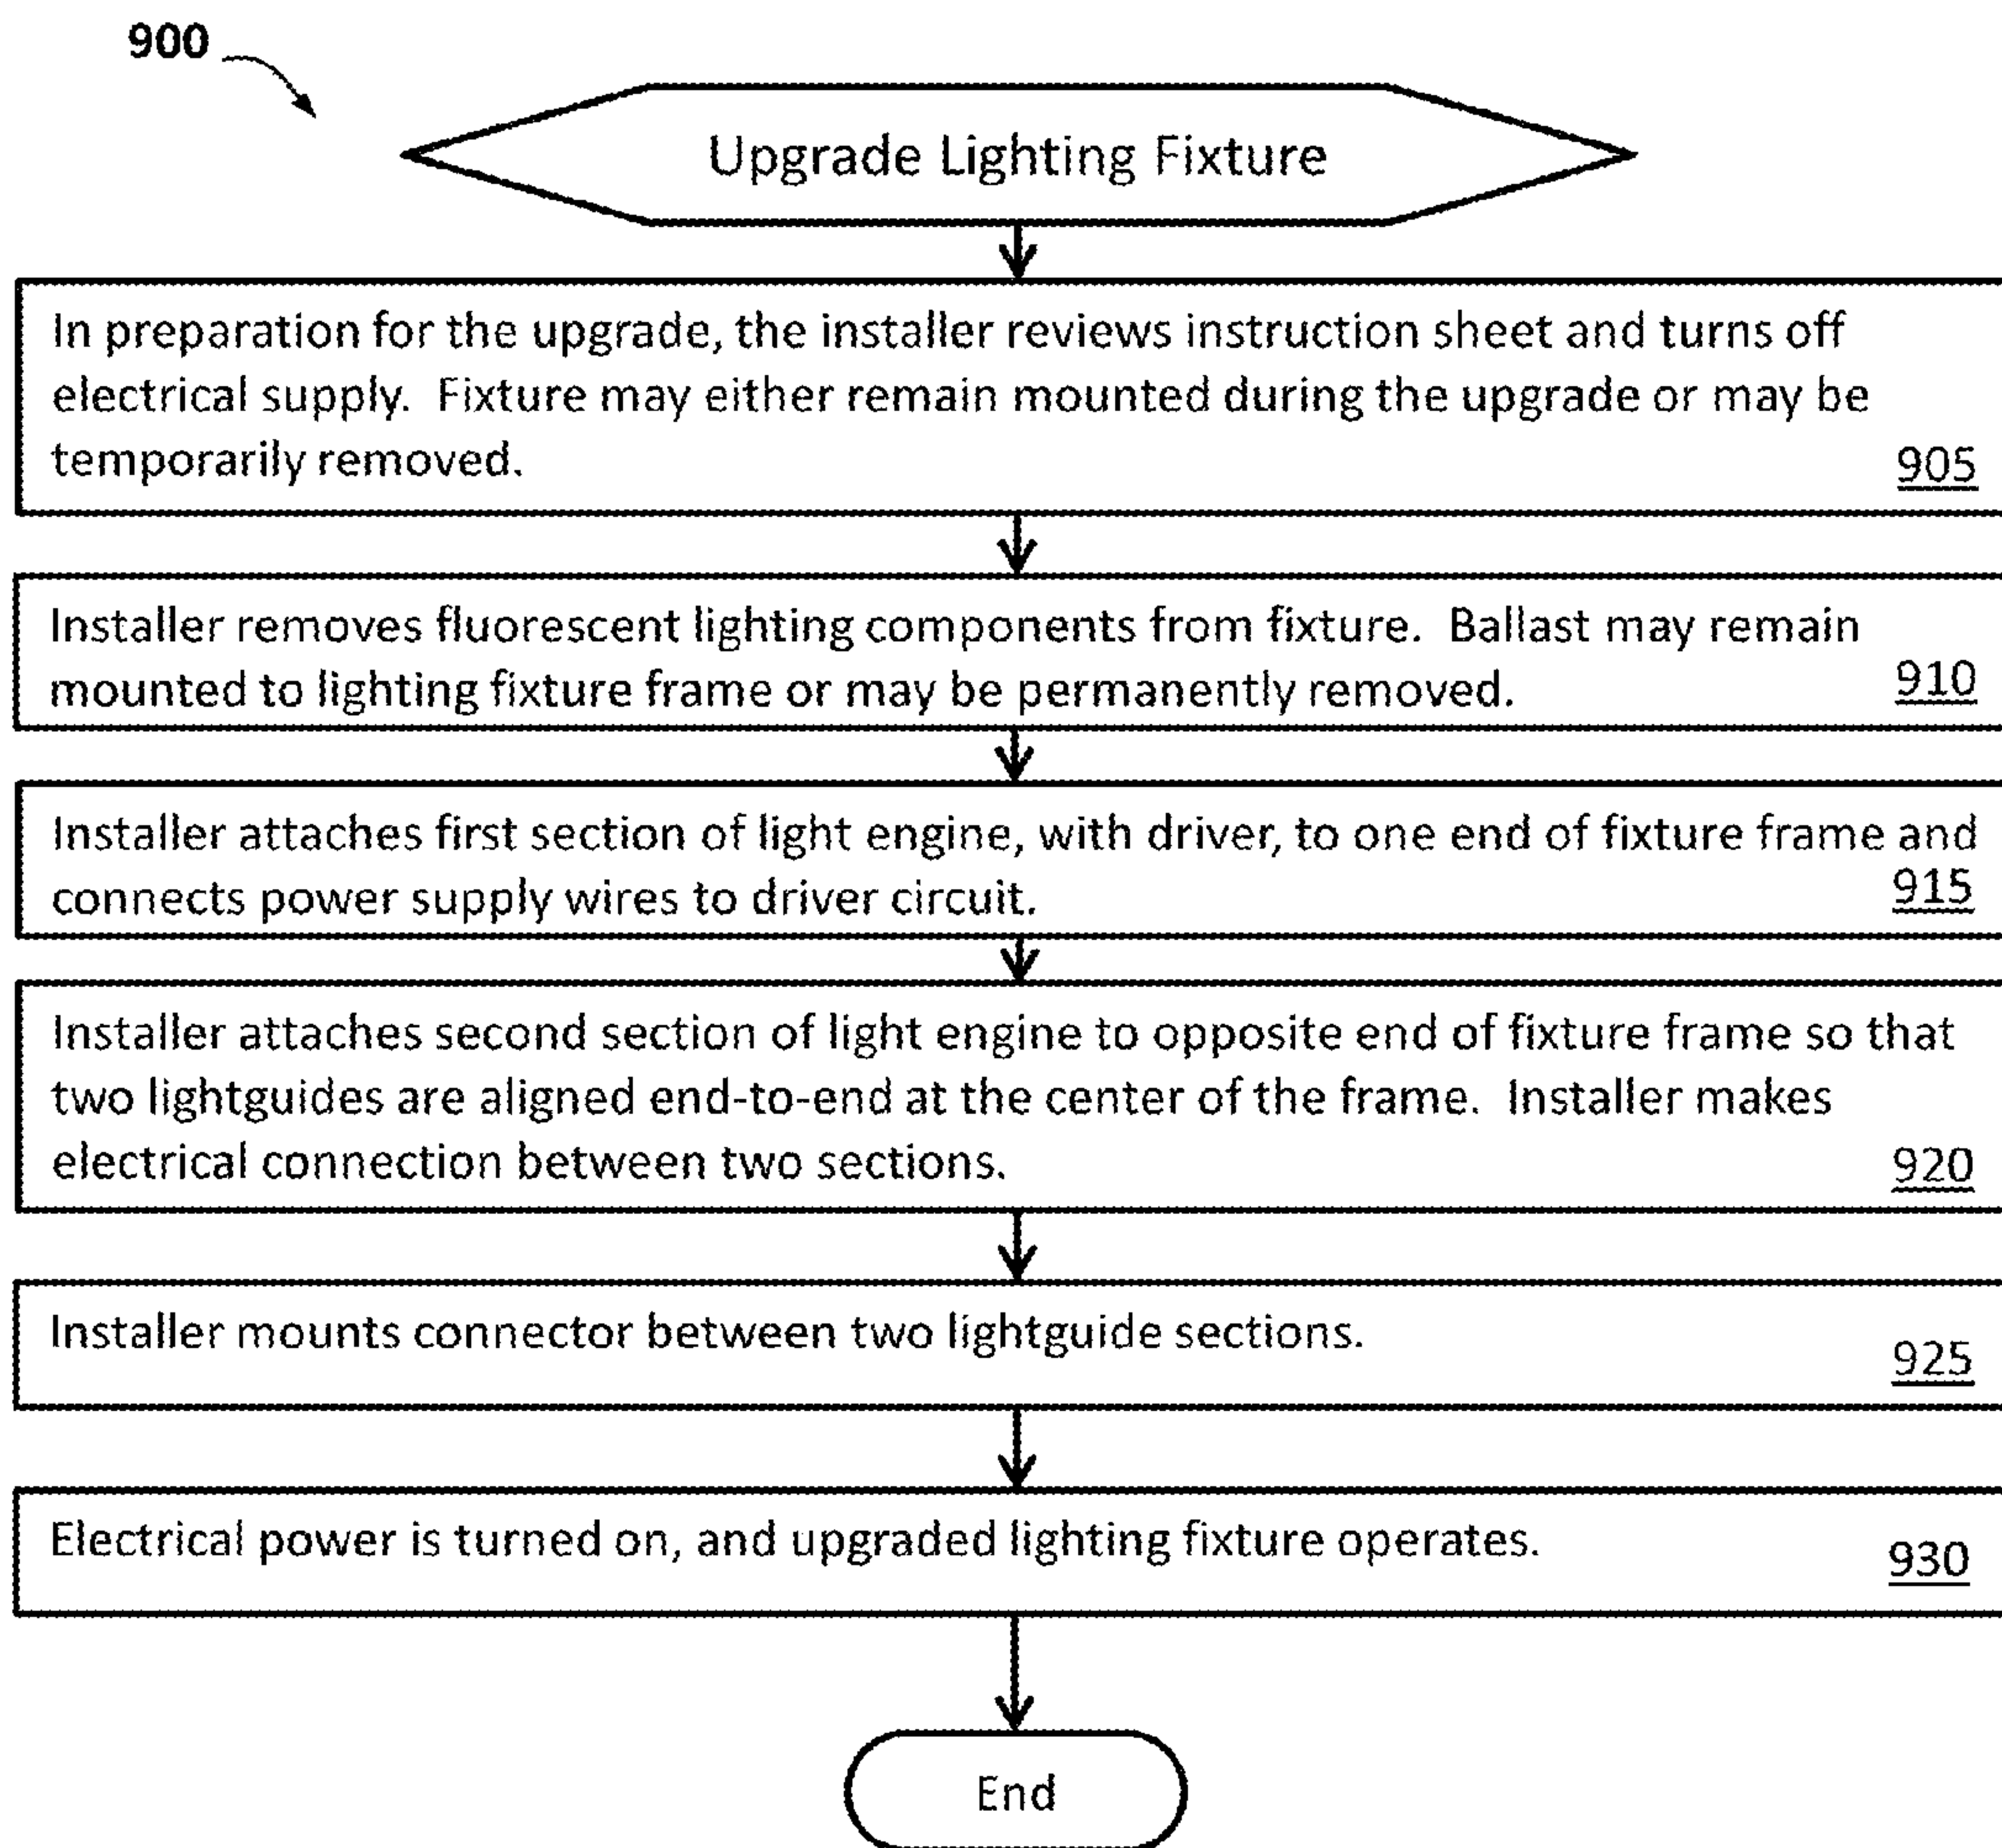 900
Upgrade Lighting Fixture
In preparation for the upgrade, the installer reviews instruction sheet and turns off
electrical supply.  Fixture may either remain mounted during the upgrade or may be
temporarily removed.
905
Installer removes fluorescent lighting components from fixture.  Ballast may remain
mounted to lighting fixture frame or may be permanently removed.
910
Installer attaches first section of light engine, with driver, to one end of fixture frame and
connects power supply wires to driver circuit.
915
Installer attaches second section of light engine to opposite end of fixture frame so that
two lightguides are aligned end-to-end at the center of the frame.  Installer makes
electrical connection between two sections.
920
Installer mounts connector between two lightguide sections.
925
Electrical power is turned on, and upgraded lighting fixture operates.
930
End